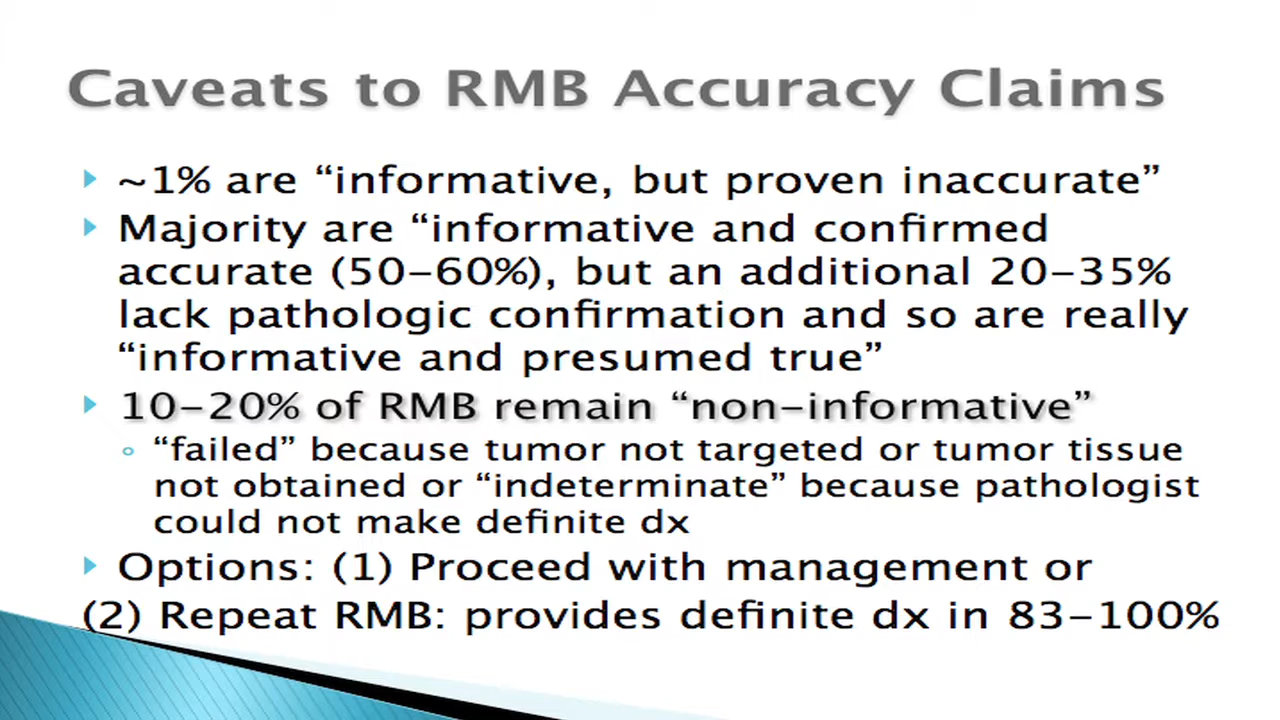 Caveats to RMB Accuracy Claims
~1% are “informative, but proven inaccurate”
Majority are “informative and confirmed
accurate (50-60%), but an additional 20-35%
lack pathologic confirmation and so are really
“informative and presumed true”
10-20% of RMB remain “non-informative”
“failed” because tumor not targeted or tumor tissue
not obtained or “indeterminate” because pathologist
could not make definite dx
Options: (1) Proceed with management or
(2) Repeat RMB: provides definite dx in 83-100%